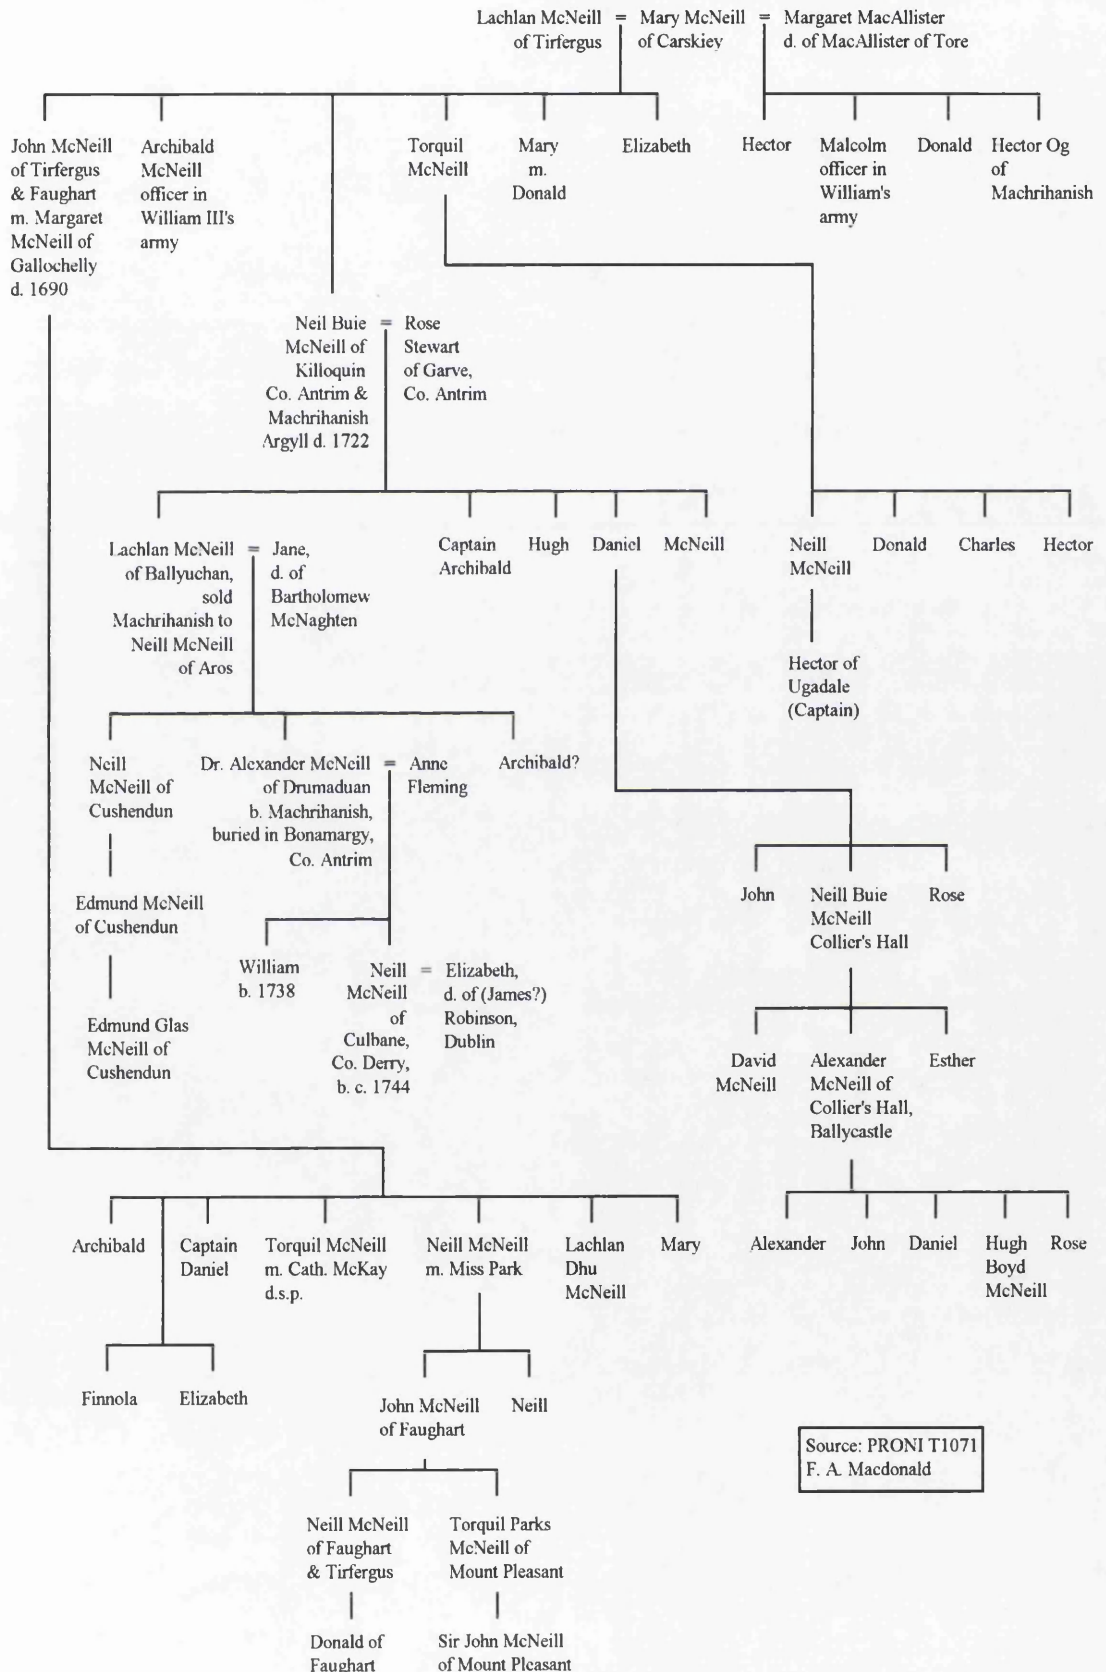 Lachlan McNeill = Mary McNeill = Margaret MacAllister
of Tirfergus of Carskiey d. of MacAllister of Tore
John McNeill
of Tirfergus
& Faughart
m. Margaret
McNeill of
Gallochelly
d. 1690
Archibald
McNeill
officer in
William III's
army
Torquil
McNeill
Mary
m.
Donald
Elizabeth
Hector
Malcolm
officer in
William's
army
Donald
Hector Og
of
Machrihanish
Neil Buie = Rose
McNeill of Stewart
Killoquin of Garve,
Co. Antrim & Co. Antrim
Machrihanish
Argyll d. 1722
Lachlan McNeill = Jane,
of Ballyuchan, d. of
sold Bartholomew
Machrihanish to McNaghten
Neill McNeill
of Aros
Captain
Archibald
Hugh
Daniel
McNeill
Neill
McNeill
Donald
Charles
Hector
Hector of
Ugadale
(Captain)
Neill
McNeill of
Cushendun
Dr. Alexander McNeill = Anne
of Drumaduan Fleming
b. Machrihanish,
buried in Bonamargy,
Co. Antrim
Archibald?
Edmund McNeill
of Cushendun
Edmund Glas
McNeill of
Cushendun
William
b. 1738
Neill = Elizabeth,
McNeill d. of (James?)
of Robinson,
Culbane, Dublin
Co. Derry,
b. c. 1744
John
Neill Buie
McNeill
Collier's Hall
Rose
David
McNeill
Alexander
McNeill of
Collier's Hall,
Ballycastle
Esther
Archibald
Captain
Daniel
Torquil McNeill
m. Cath. McKay
d.s.p.
Neill McNeill
m. Miss Park
Lachlan
Dhu
McNeill
Mary
Alexander
John
Daniel
Hugh
Boyd
McNeill
Rose
Finnola
Elizabeth
John McNeill
of Faughart
Neill
Neill McNeill
of Faughart
& Tirfergus
Torquil Parks
McNeill of
Mount Pleasant
Donald of
Faughart
Sir John McNeill
of Mount Pleasant
Source: PRONI T1071
F. A. Macdonald